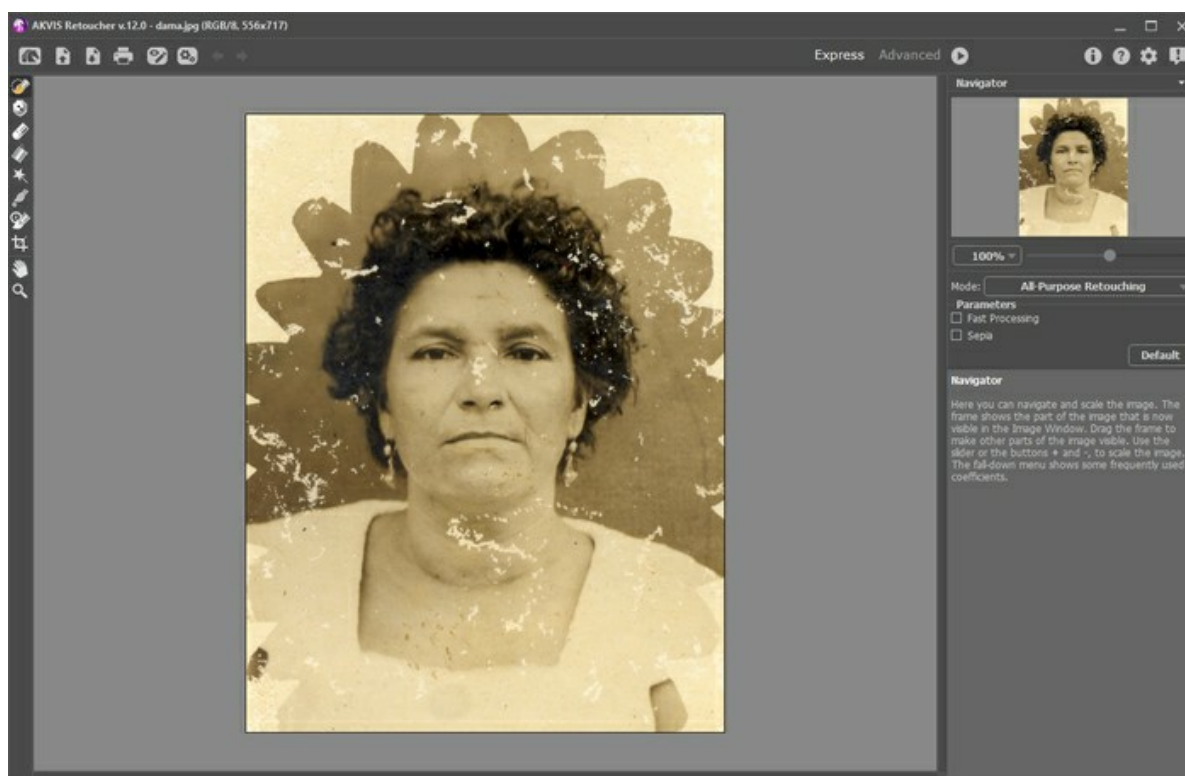 AKVIS Retoucher v.12.0 - dama.jpg (RGB/8, 556x717)
Express Advanced
Navigator
100%
Mode: All-Purpose Retouching
Parameters
Fast Processing
Sepia
Default
Navigator
Here you can navigate and scale the image. The
frame shows the part of the image that is now
visible in the Image Window. Drag the frame to
make other parts of the image visible. Use the
slider or the buttons + and -, to scale the image.
The fall-down menu shows some frequently used
coefficients.